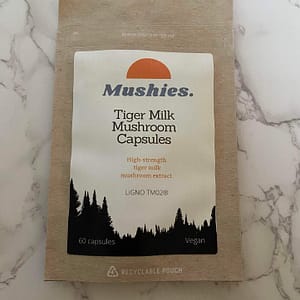 Mushies.
Tiger Milk
Mushroom
Capsules
High strength
tiger milk
mushroom extract
LiGNO TM02®
60 capsules
Vegan
RECYCLABLE POUCH